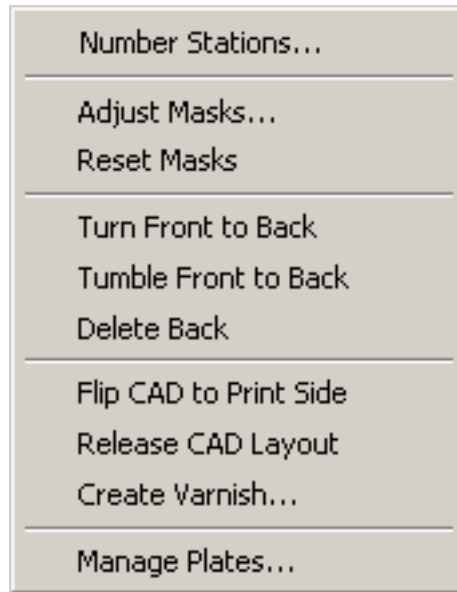 Number Stations...
Adjust Masks...
Reset Masks
Turn Front to Back
Tumble Front to Back
Delete Back
Flip CAD to Print Side
Release CAD Layout
Create Varnish...
Manage Plates...